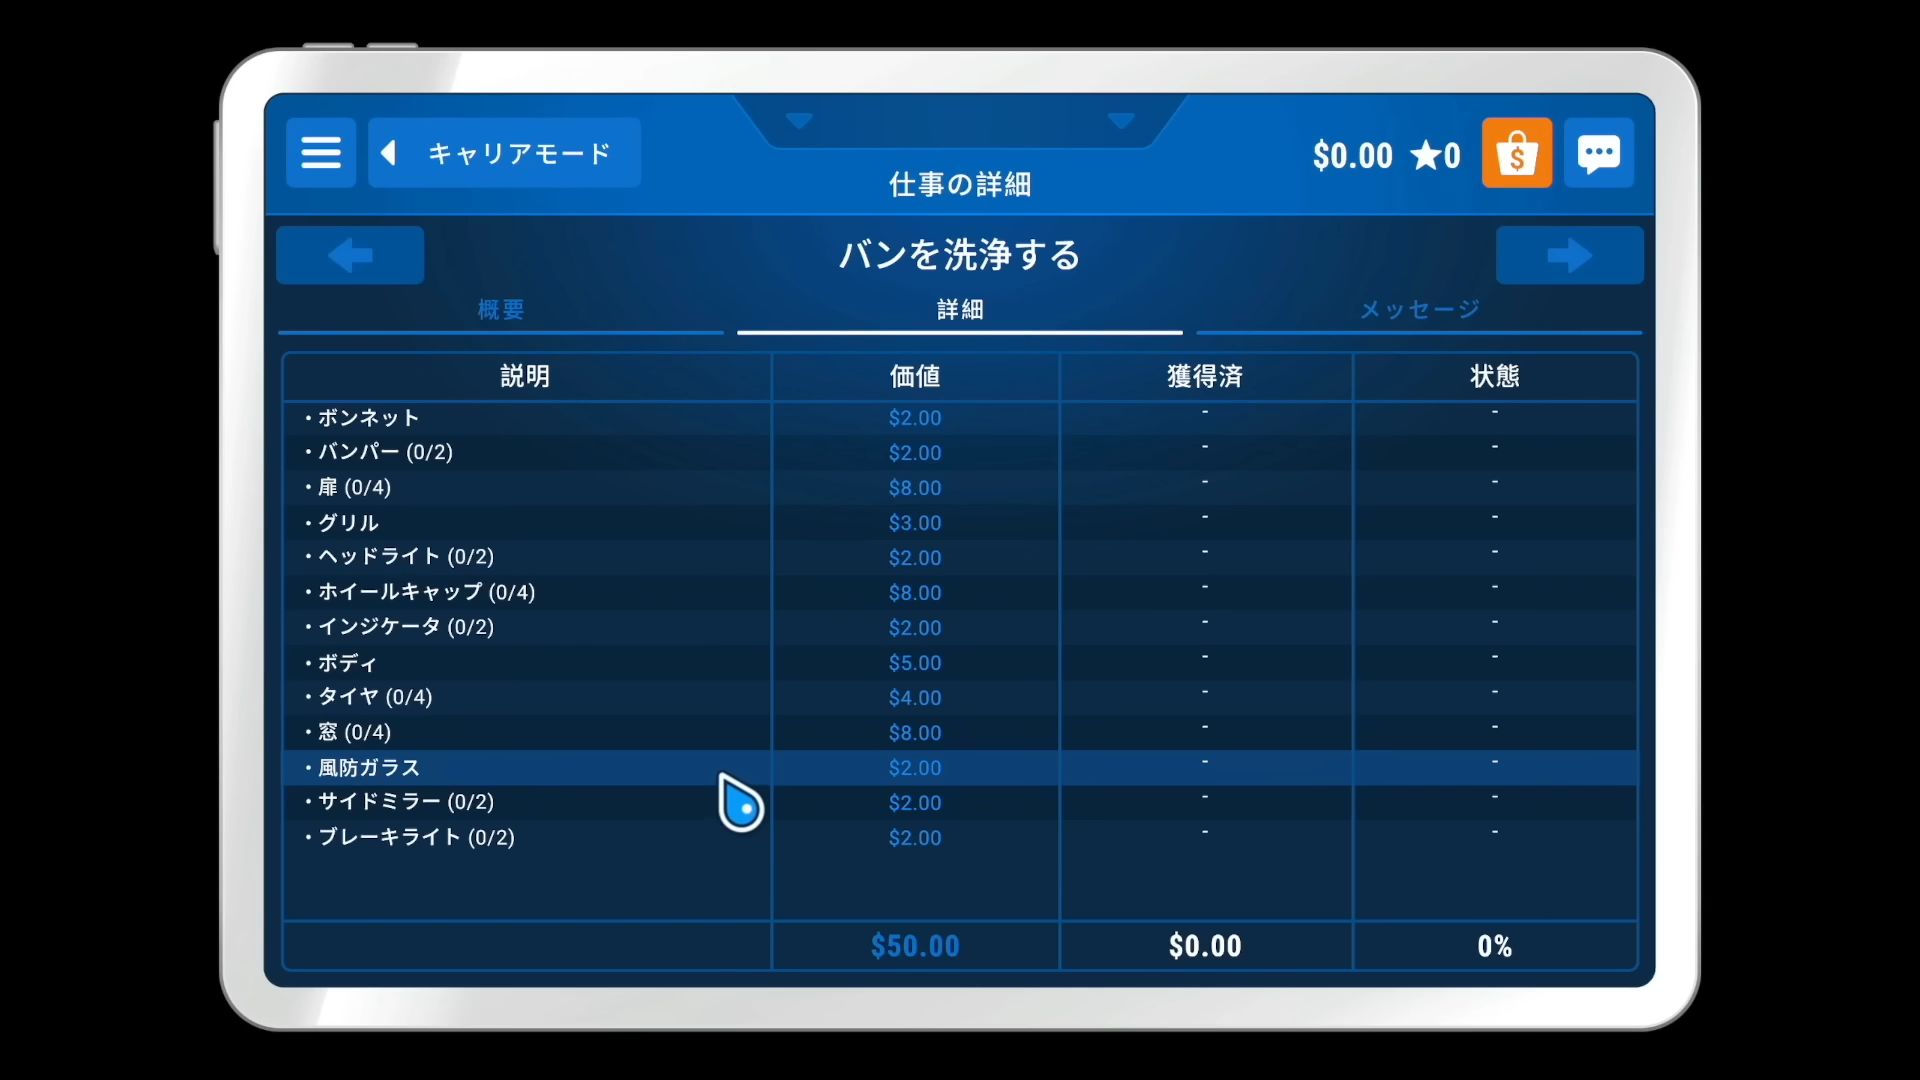 キャリアモード
仕事の詳細
$0.00 ★0
バンを洗浄する
概要 詳細 メッセージ
説明 価値 獲得済 状態
・ボンネット $2.00 - -
・バンパー (0/2) $2.00 - -
・扉 (0/4) $8.00 - -
・グリル $3.00 - -
・ヘッドライト (0/2) $2.00 - -
・ホイールキャップ (0/4) $8.00 - -
・インジケータ (0/2) $2.00 - -
・ボディ $5.00 - -
・タイヤ (0/4) $4.00 - -
・窓 (0/4) $8.00 - -
・風防ガラス $2.00 - -
・サイドミラー (0/2) $2.00 - -
・ブレーキライト (0/2) $2.00 - -
$50.00 $0.00 0%